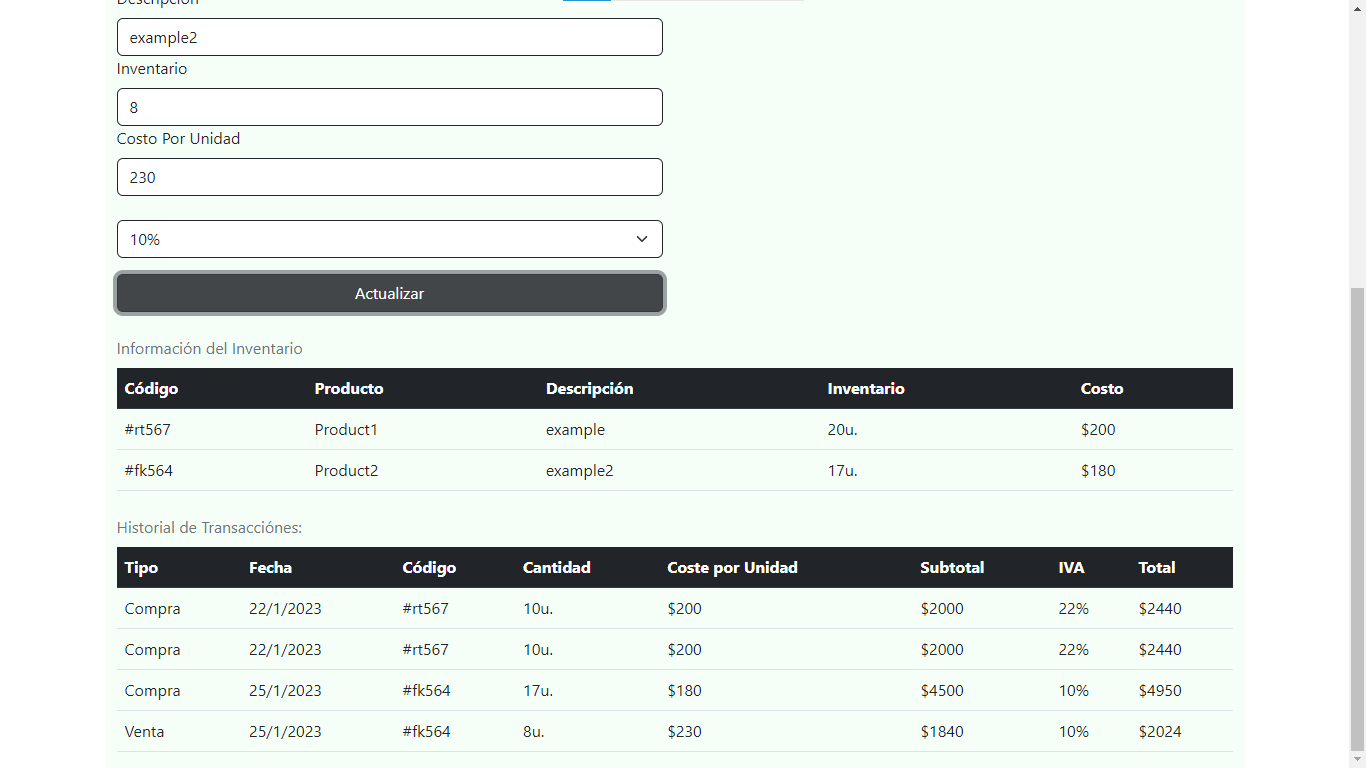 Descripción
example2
Inventario
8
Costo Por Unidad
230
10%
Actualizar
Información del Inventario
Código Producto Descripción Inventario Costo
#rt567 Product1 example 20u. $200
#fk564 Product2 example2 17u. $180
Historial de Transacciónes:
Tipo Fecha Código Cantidad Coste por Unidad Subtotal IVA Total
Compra 22/1/2023 #rt567 10u. $200 $2000 22% $2440
Compra 22/1/2023 #rt567 10u. $200 $2000 22% $2440
Compra 25/1/2023 #fk564 17u. $180 $4500 10% $4950
Venta 25/1/2023 #fk564 8u. $230 $1840 10% $2024